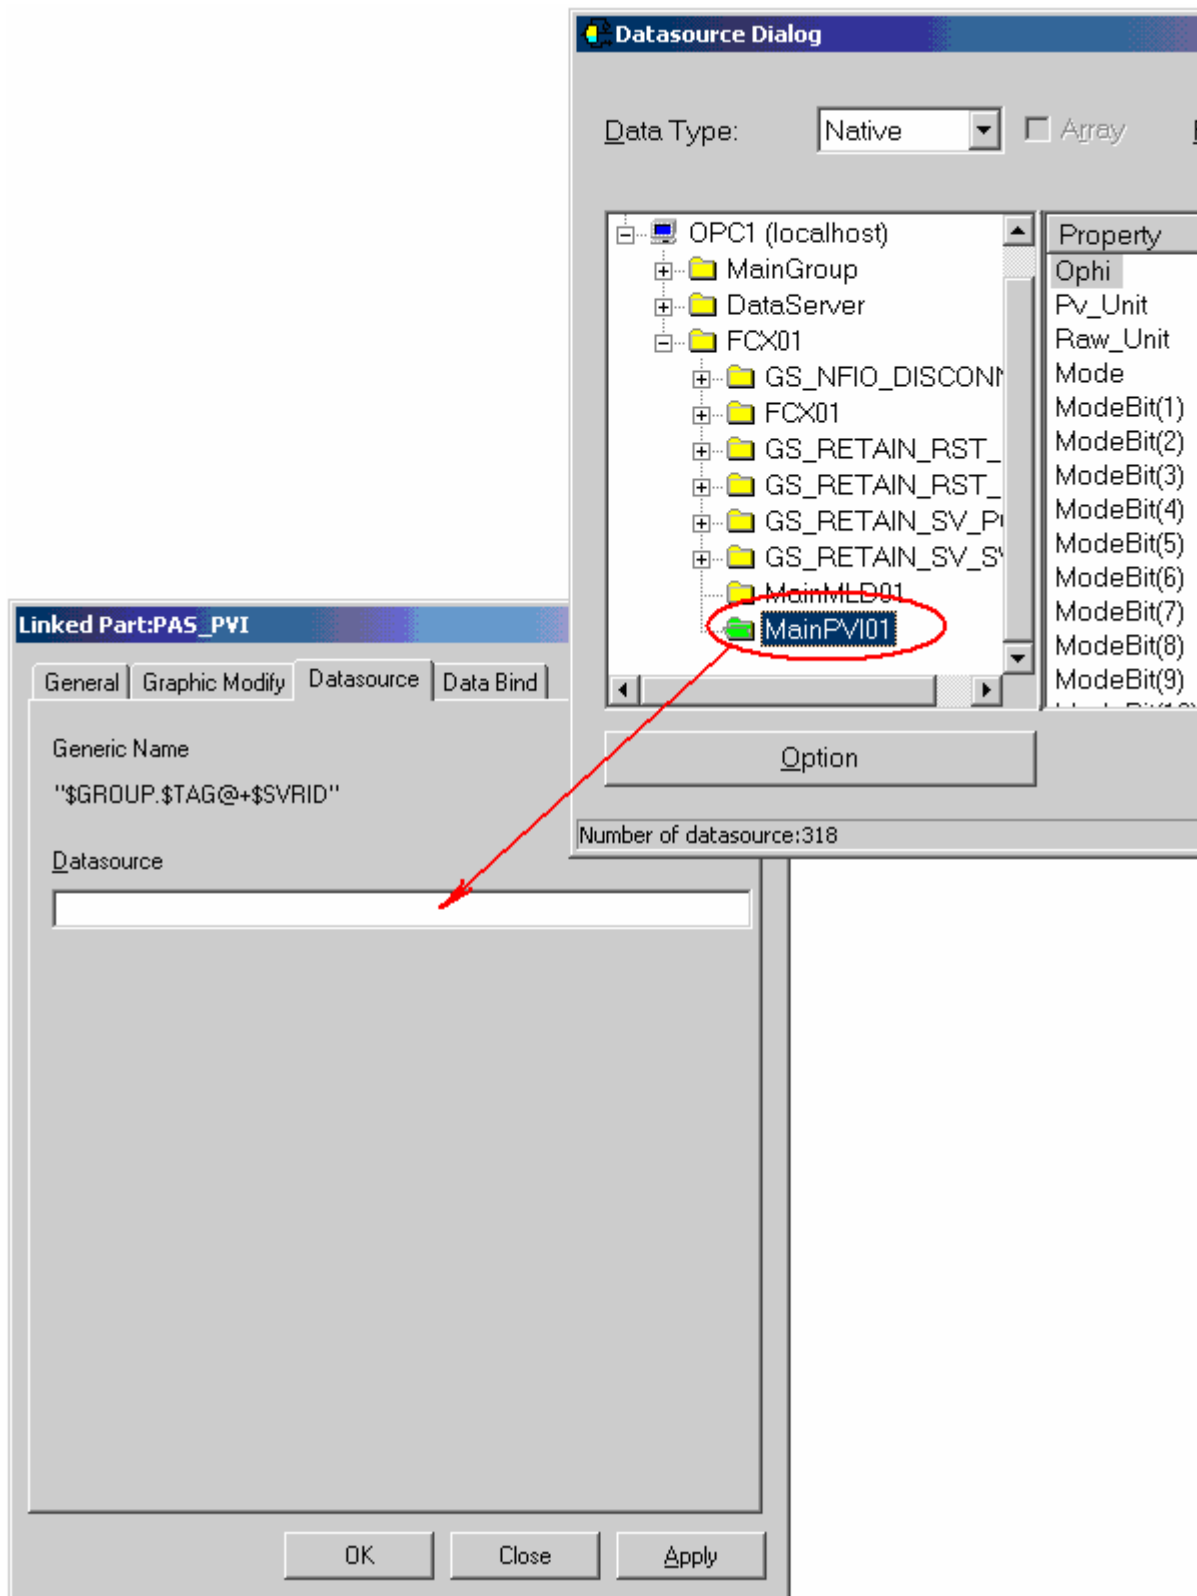 Datasource Dialog
Data Type:
Native
Array
OPC1 (localhost)
MainGroup
DataServer
FCX01
GS_NFIO_DISCONN
FCX01
GS_RETAIN_RST_
GS_RETAIN_RST_
GS_RETAIN_SV_P
GS_RETAIN_SV_S
MainMLD01
MainPVI01
Property
Ophi
Pv_Unit
Raw_Unit
Mode
ModeBit(1)
ModeBit(2)
ModeBit(3)
ModeBit(4)
ModeBit(5)
ModeBit(6)
ModeBit(7)
ModeBit(8)
ModeBit(9)
Option
Number of datasource:318
Linked Part:PAS_PVI
General
Graphic Modify
Datasource
Data Bind
Generic Name
"$GROUP.$TAG@+$SVRID"
Datasource
OK
Close
Apply